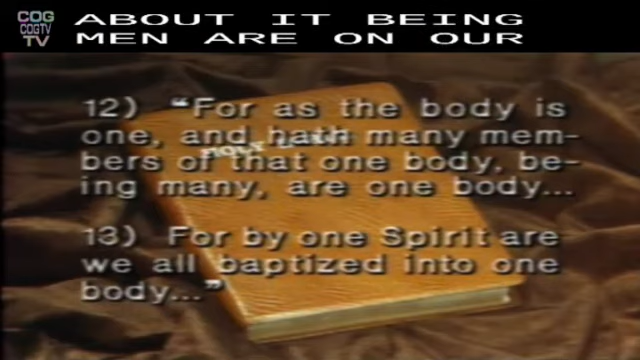 COG
COGTV
TV
ABOUT IT BEING
MEN ARE ON OUR
12) “For as the body is
one, and hath many mem-
bers of that one body, be-
ing many, are one body...
HOLY
13) For by one Spirit are
we all baptized into one
body...”